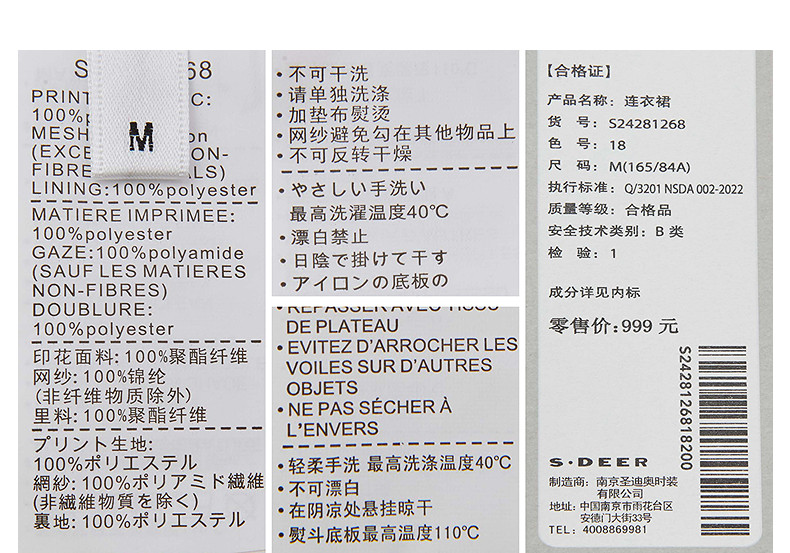 S 68
PRINT C:
100%p
MESH on
(EXCE ON-
FIBRE LS)
LINING:100%polyester
MATIERE IMPRIMEE:
100%polyester
GAZE:100%polyamide
(SAUF LES MATIERES
NON-FIBRES)
DOUBLURE:
100%polyester
印花面料: 100%聚酯纤维
网纱: 100%锦纶
(非纤维物质除外)
里料: 100%聚酯纤维
プリント生地:
100%ポリエステル
網紗: 100%ポリアミド繊維
(非繊維物質を除く)
裏地: 100%ポリエステル
M
• 不可干洗
• 请单独洗涤
• 加垫布熨烫
• 网纱避免勾在其他物品上
• 不可反转干燥
• やさしい手洗い
最高洗濯温度40℃
• 漂白禁止
• 日陰で掛けて干す
• アイロンの底板の
• REPASSER AVEC TISSU
DE PLATEAU
• EVITEZ D'ARROCHER LES
VOILES SUR D'AUTRES
OBJETS
• NE PAS SÉCHER À
L'ENVERS
• 轻柔手洗 最高洗涤温度40℃
• 不可漂白
• 在阴凉处悬挂晾干
• 熨斗底板最高温度110℃
【合格证】
产品名称: 连衣裙
货 号: S24281268
色 号: 18
尺 码: M(165/84A)
执行标准: Q/3201 NSDA 002-2022
质量等级: 合格品
安全技术类别: B 类
检 验: 1
成分详见内标
零售价: 999 元
S2428126818200
S·DEER
制造商: 南京圣迪奥时装
有限公司
地址: 中国南京市雨花台区
安德门大街33号
TEL: 4008869981